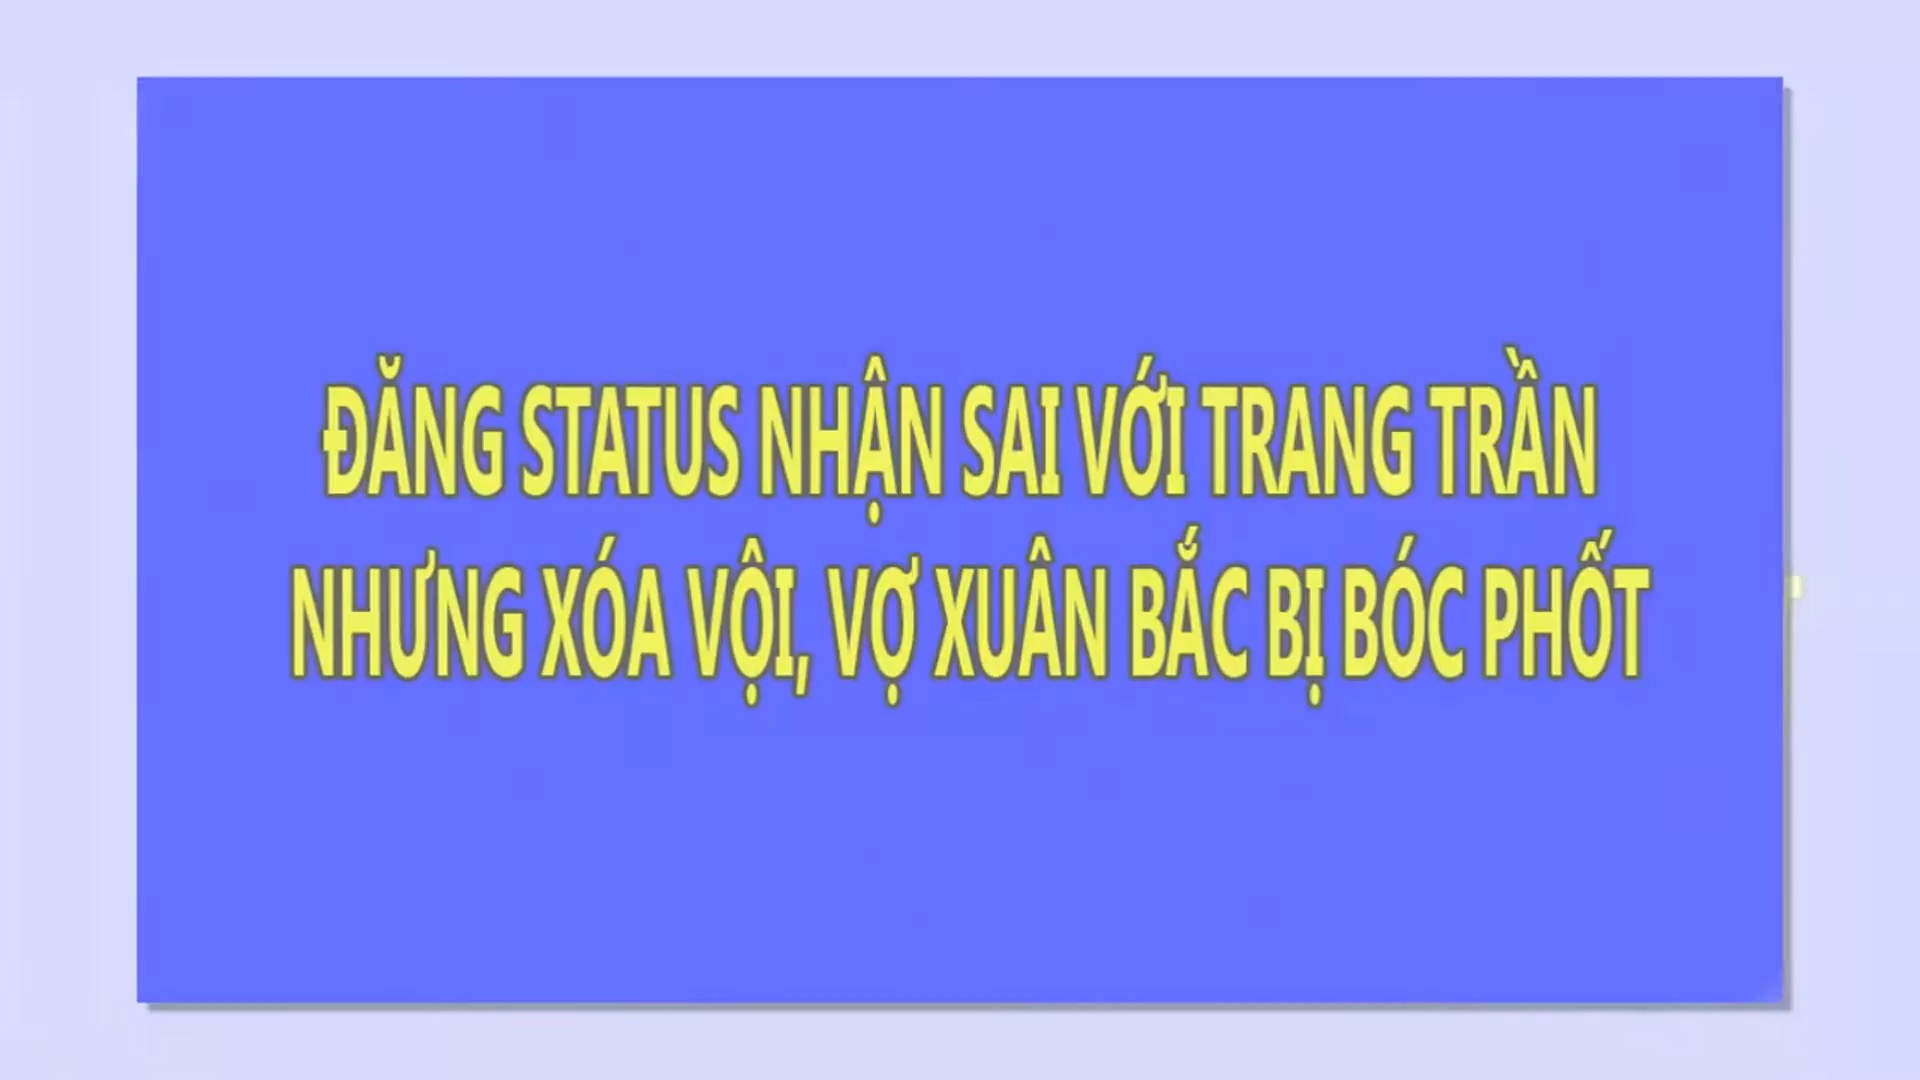 ĐĂNG STATUS NHẬN SAI VỚI TRANG TRẦN
NHƯNG XÓA VỘI, VỢ XUÂN BẮC BỊ BÓC PHỐT